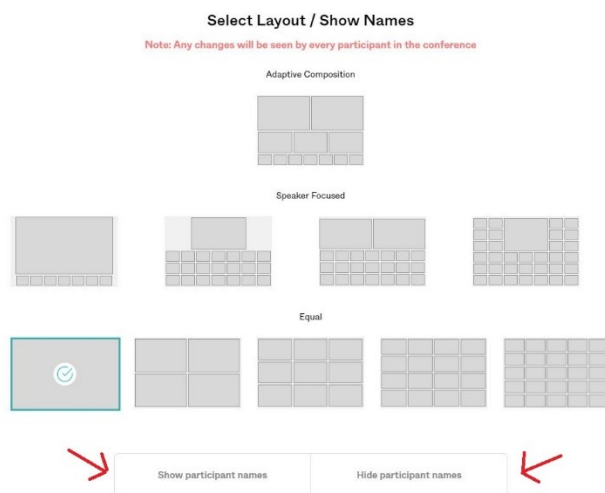 Select Layout / Show Names
Note: Any changes will be seen by every participant in the conference
Adaptive Composition
Speaker Focused
Equal
Show participant names
Hide participant names